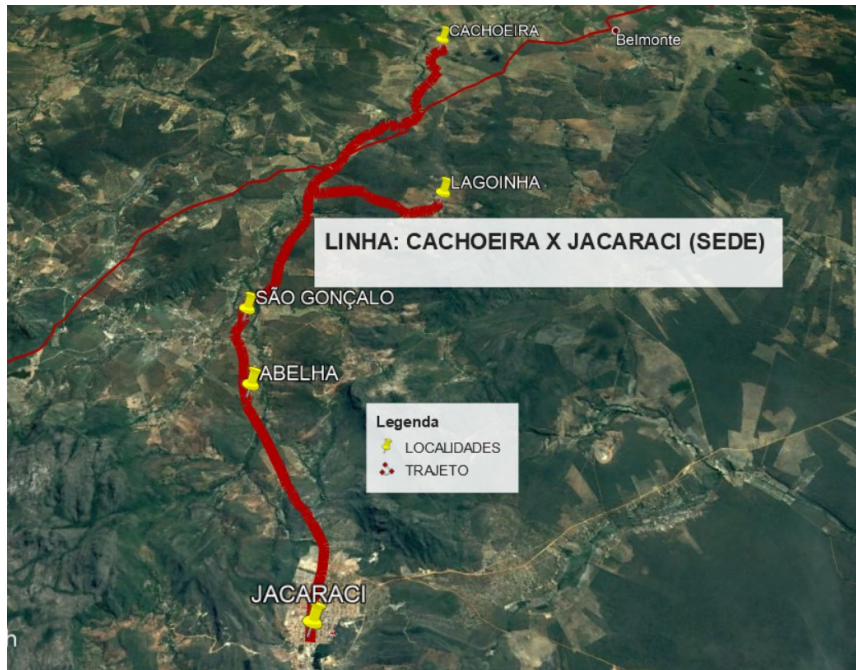 CACHOEIRA
Belmonte
LAGOINHA
LINHA: CACHOEIRA X JACARACI (SEDE)
SÃO GONÇALO
ABELHA
Legenda
LOCALIDADES
TRAJETO
JACARACI
n